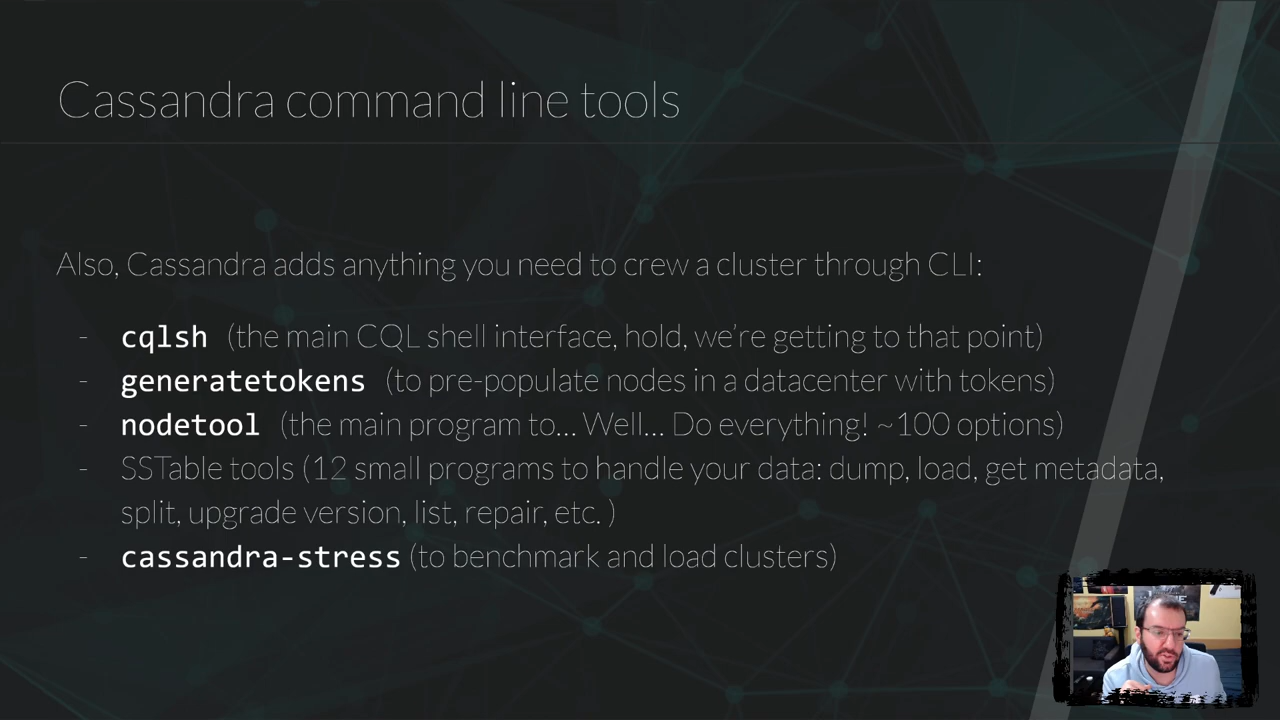 Cassandra command line tools
Also, Cassandra adds anything you need to crew a cluster through CLI:
- cqlsh (the main CQL shell interface, hold, we're getting to that point)
- generatetokens (to pre-populate nodes in a datacenter with tokens)
- nodetool (the main program to... Well... Do everything! ~100 options)
- SSTable tools (12 small programs to handle your data: dump, load, get metadata,
split, upgrade version, list, repair, etc. )
- cassandra-stress (to benchmark and load clusters)